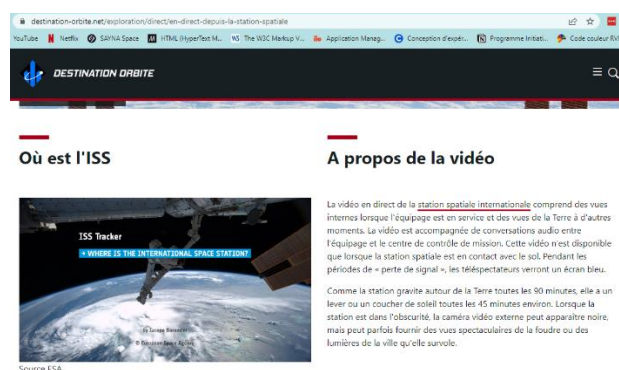 destination-orbite.net/exploration/direct/en-direct-depuis-la-station-spatiale
YouTube Netflix SAYNA Space HTML (HyperText M... The W3C Markup V... Application Manag... Conception d'expér... Programme Initiati... Code couleur RVI
DESTINATION ORBITE
Où est l'ISS
ISS Tracker
WHERE IS THE INTERNATIONAL SPACE STATION?
© European Space Agency
Source ESA
A propos de la vidéo
La vidéo en direct de la station spatiale internationale comprend des vues
internes lorsque l'équipage est en service et des vues de la Terre à d'autres
moments. La vidéo est accompagnée de conversations audio entre
l'équipage et le centre de contrôle de mission. Cette vidéo n'est disponible
que lorsque la station spatiale est en contact avec le sol. Pendant les
périodes de « perte de signal », les téléspectateurs verront un écran bleu.
Comme la station gravite autour de la Terre toutes les 90 minutes, elle a un
lever ou un coucher de soleil toutes les 45 minutes environ. Lorsque la
station est dans l'obscurité, la caméra vidéo externe peut apparaître noire,
mais peut parfois fournir des vues spectaculaires de la foudre ou des
lumières de la ville qu'elle survole.